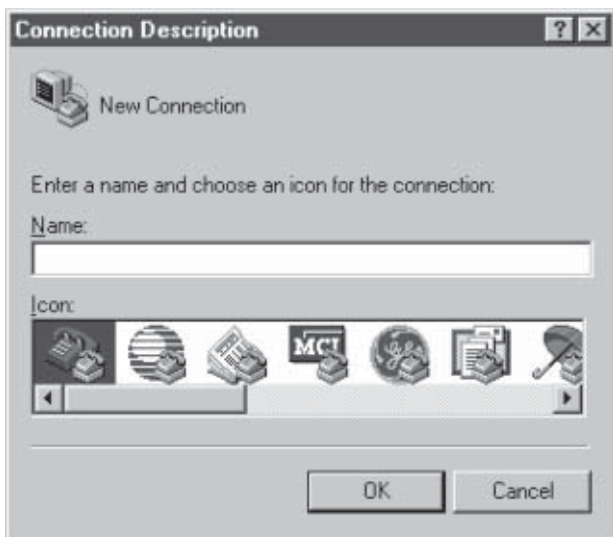 Connection Description
New Connection
Enter a name and choose an icon for the connection:
Name:
Icon:
MCI
OK
Cancel